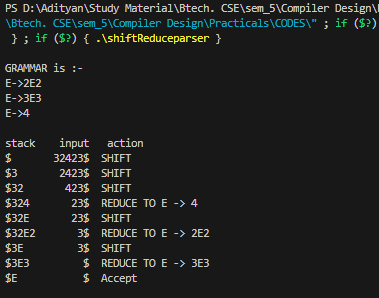 PS D:\Adityan\Study Material\Btech. CSE\sem_5\Compiler Design\
\Btech. CSE\sem_5\Compiler Design\Practicals\CODES\" ; if ($?)
} ; if ($?) { .\shiftReduceparser }
GRAMMAR is :-
E->2E2
E->3E3
E->4
stack input action
$ 32423$ SHIFT
$3 2423$ SHIFT
$32 423$ SHIFT
$324 23$ REDUCE TO E -> 4
$32E 23$ SHIFT
$32E2 3$ REDUCE TO E -> 2E2
$3E 3$ SHIFT
$3E3 $ REDUCE TO E -> 3E3
$E $ Accept